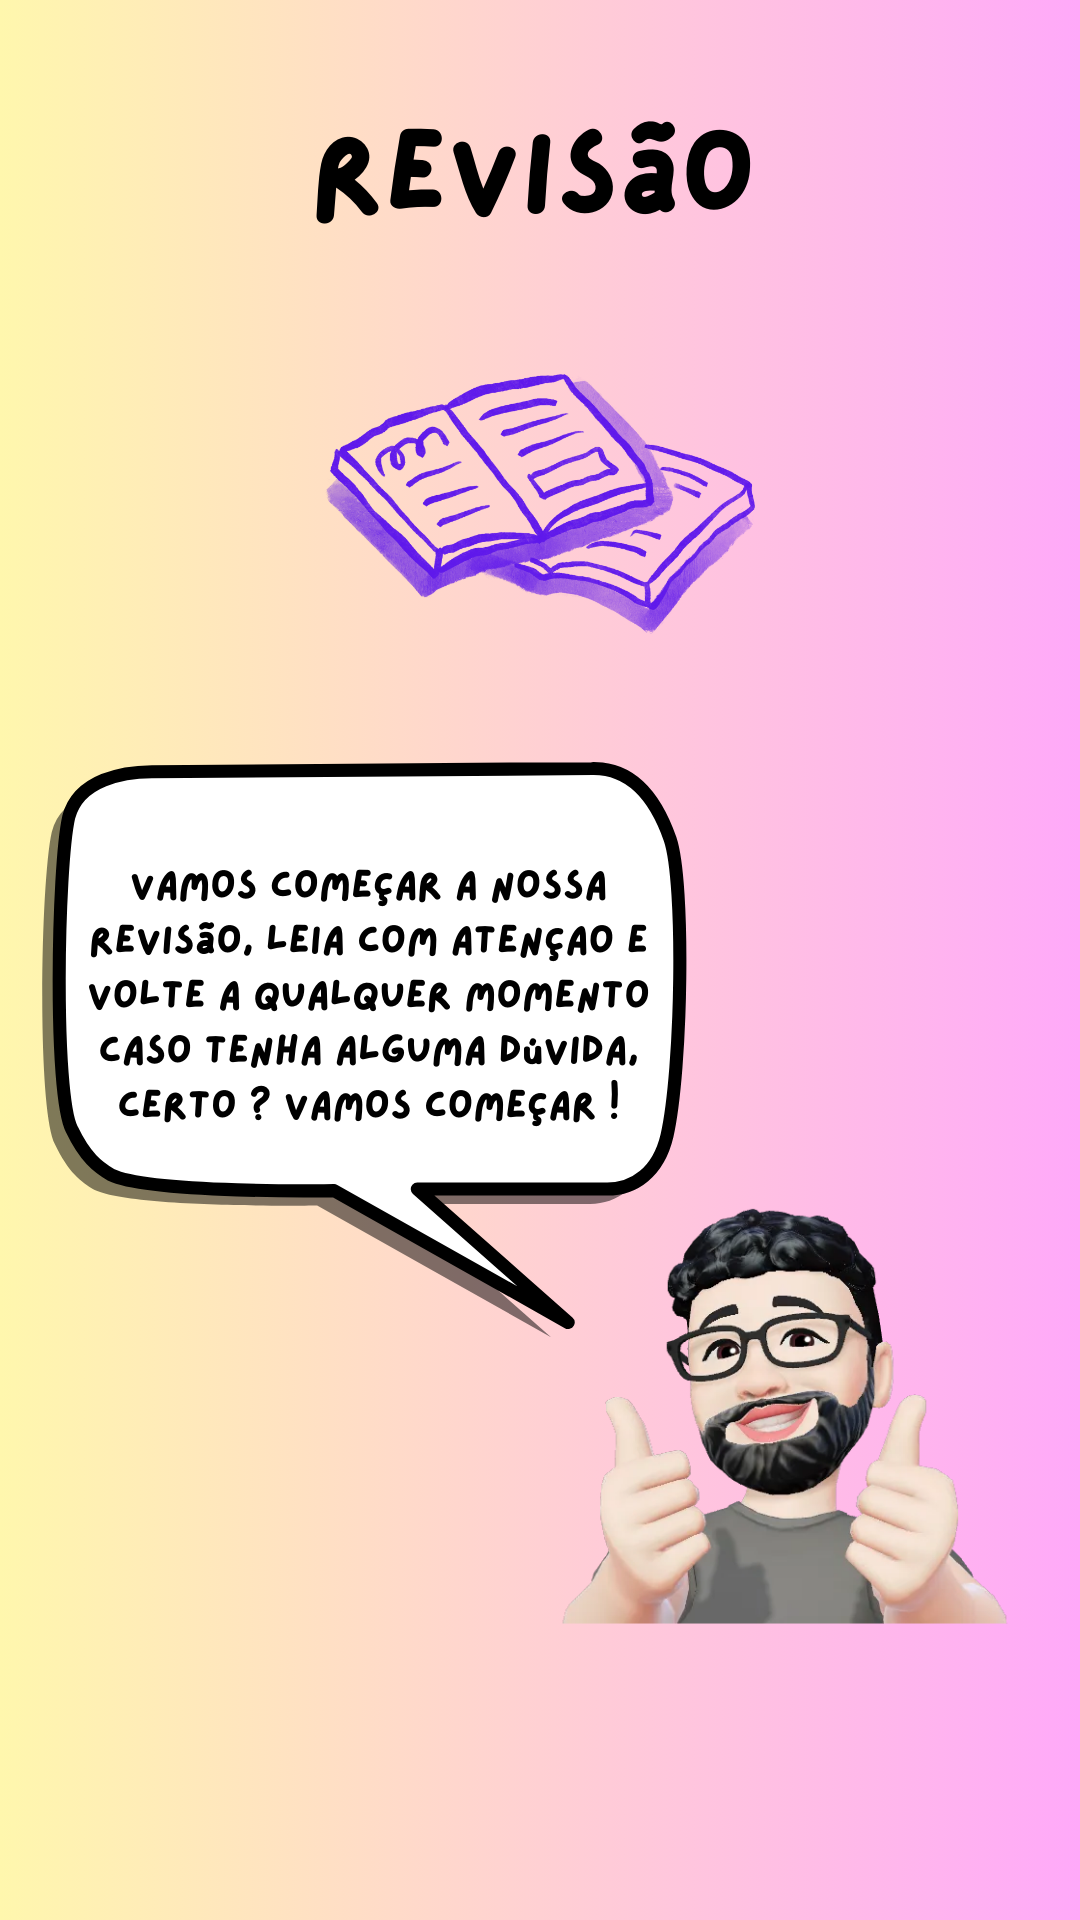 REVISãO
VAMOS COMEÇAR A NOSSA
REVISãO, LEIA COM ATENÇAO E
VOLTE A QUALQUER MOMENTO
CASO TENHA ALGUMA DúVIDA,
CERTO ? VAMOS COMEÇAR !